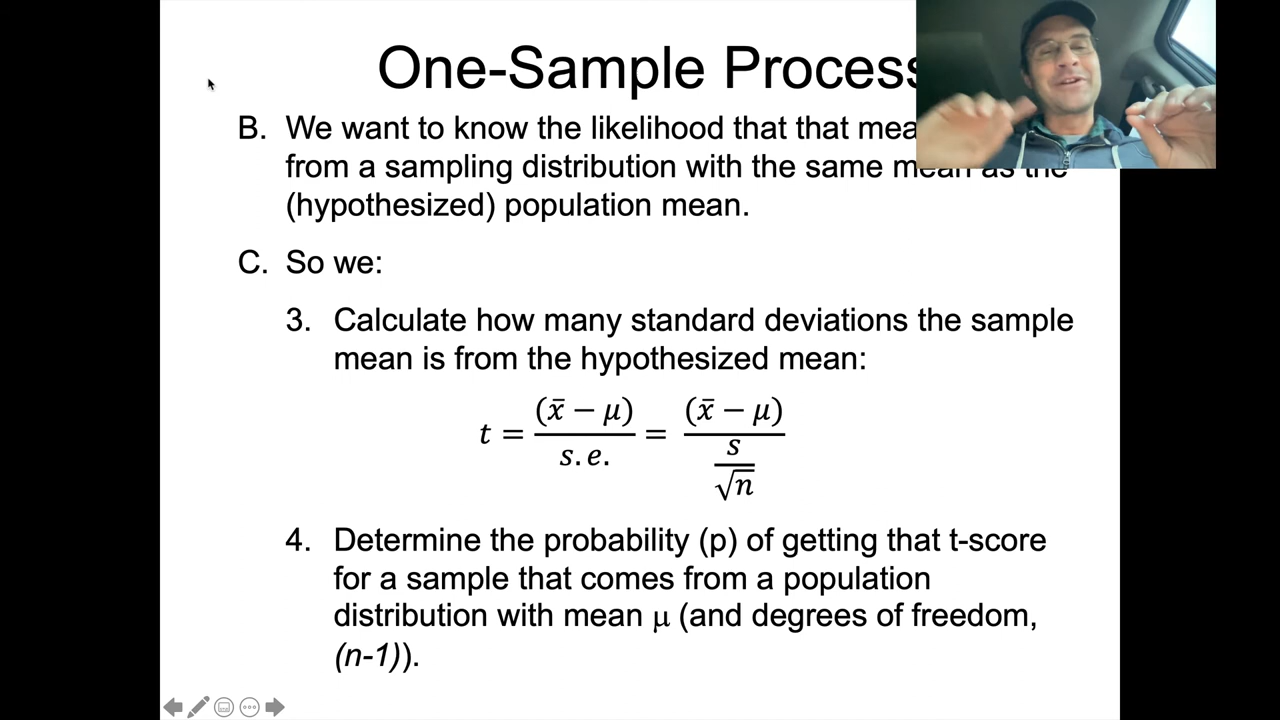 One-Sample Process
B. We want to know the likelihood that that
from a sampling distribution with the same mean as the
(hypothesized) population mean.
C. So we:
3. Calculate how many standard deviations the sample
mean is from the hypothesized mean:
t = (x̄ − μ) / s.e. = (x̄ − μ) / (s / √n)
4. Determine the probability (p) of getting that t-score
for a sample that comes from a population
distribution with mean μ (and degrees of freedom,
(n-1)).